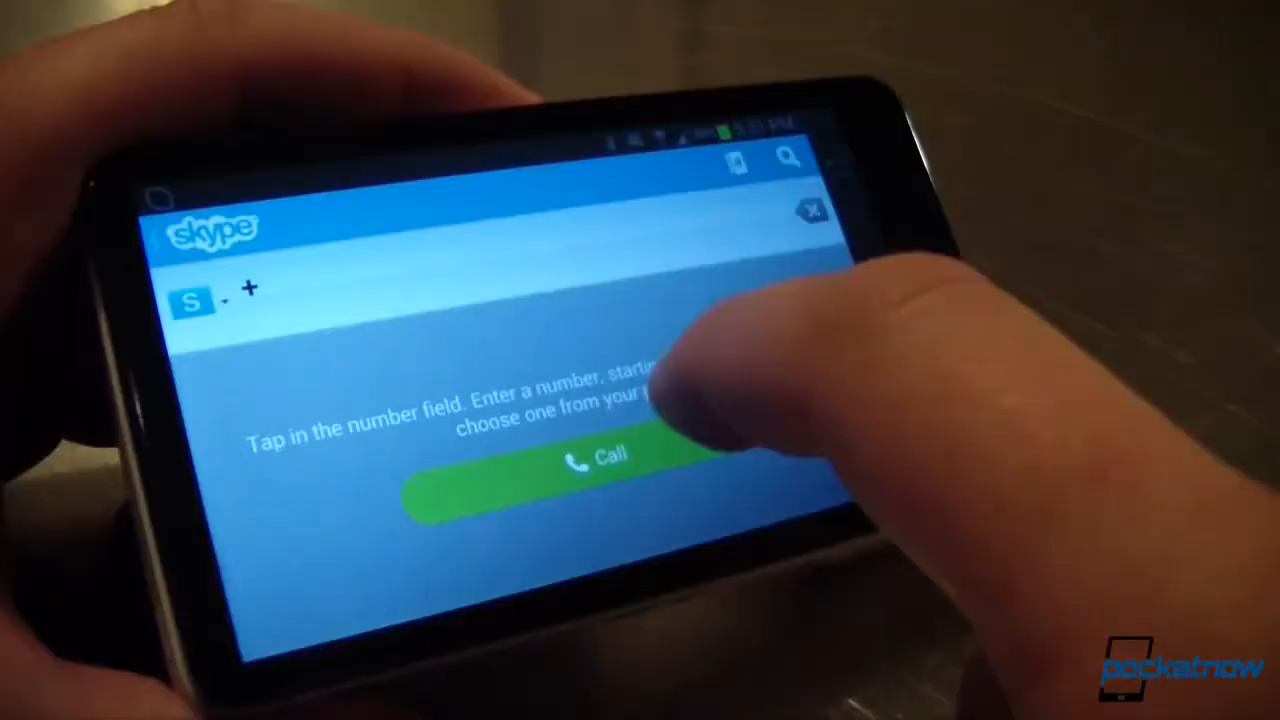 skype
S +
Tap in the number field. Enter a number,
choose one from your
Call
pocketnow